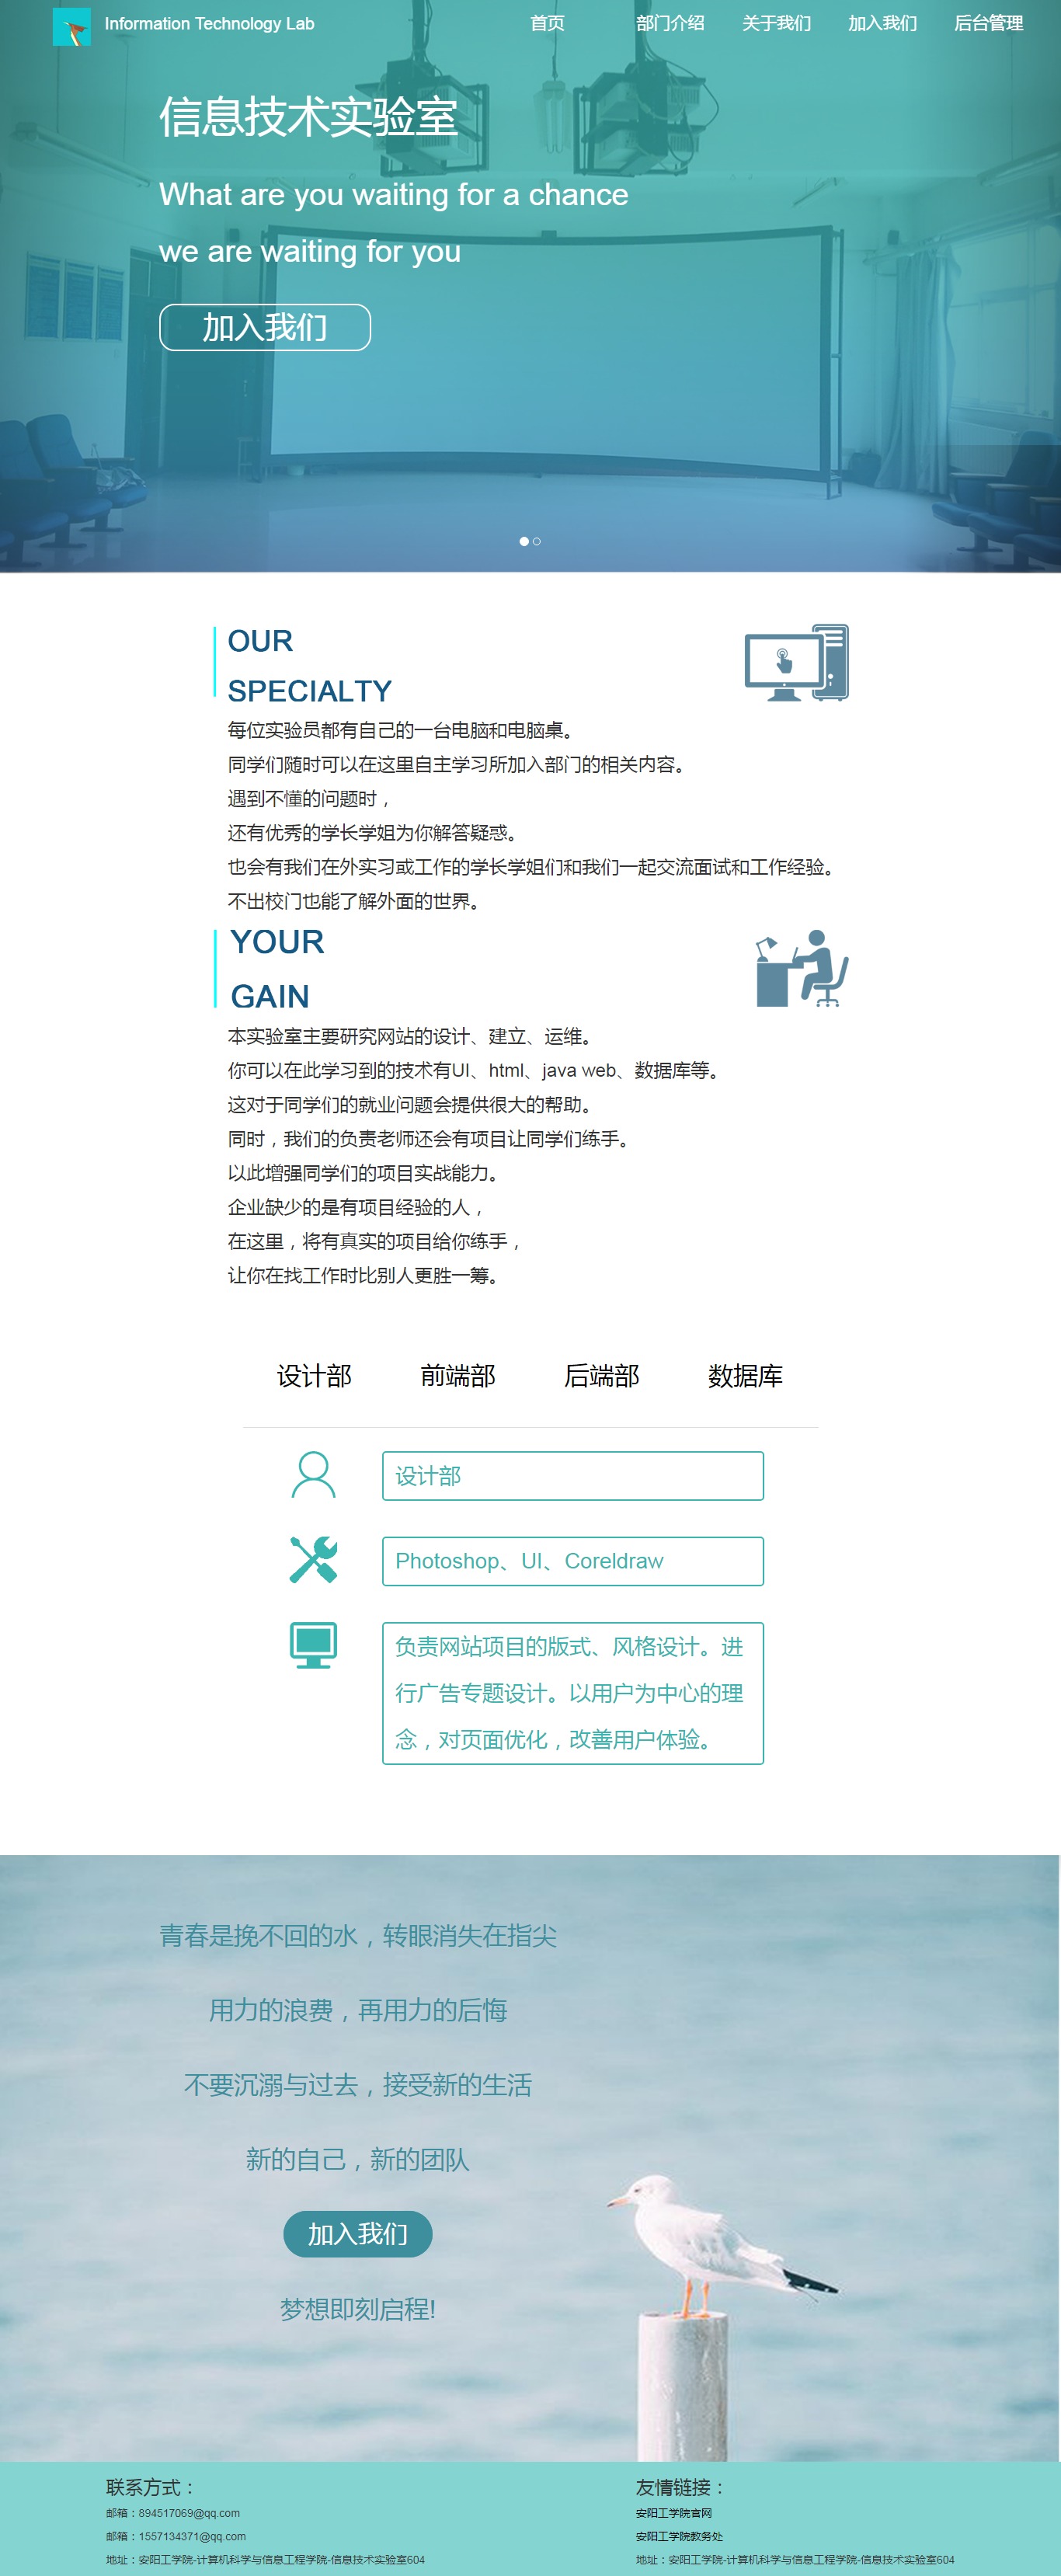 Information Technology Lab
首页 部门介绍 关于我们 加入我们 后台管理
信息技术实验室
What are you waiting for a chance
we are waiting for you
加入我们
OUR
SPECIALTY
每位实验员都有自己的一台电脑和电脑桌。
同学们随时可以在这里自主学习所加入部门的相关内容。
遇到不懂的问题时，
还有优秀的学长学姐为你解答疑惑。
也会有我们在外实习或工作的学长学姐们和我们一起交流面试和工作经验。
不出校门也能了解外面的世界。
YOUR
GAIN
本实验室主要研究网站的设计、建立、运维。
你可以在此学习到的技术有UI、html、java web、数据库等。
这对于同学们的就业问题会提供很大的帮助。
同时，我们的负责老师还会有项目让同学们练手。
以此增强同学们的项目实战能力。
企业缺少的是有项目经验的人，
在这里，将有真实的项目给你练手，
让你在找工作时比别人更胜一筹。
设计部 前端部 后端部 数据库
设计部
Photoshop、UI、Coreldraw
负责网站项目的版式、风格设计。进
行广告专题设计。以用户为中心的理
念，对页面优化，改善用户体验。
青春是挽不回的水，转眼消失在指尖
用力的浪费，再用力的后悔
不要沉溺与过去，接受新的生活
新的自己，新的团队
加入我们
梦想即刻启程!
联系方式：
邮箱：894517069@qq.com
邮箱：1557134371@qq.com
地址：安阳工学院-计算机科学与信息工程学院-信息技术实验室604
友情链接：
安阳工学院官网
安阳工学院教务处
地址：安阳工学院-计算机科学与信息工程学院-信息技术实验室604